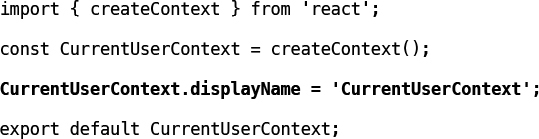 import { createContext } from 'react';
const CurrentUserContext = createContext();
CurrentUserContext.displayName = 'CurrentUserContext';
export default CurrentUserContext;